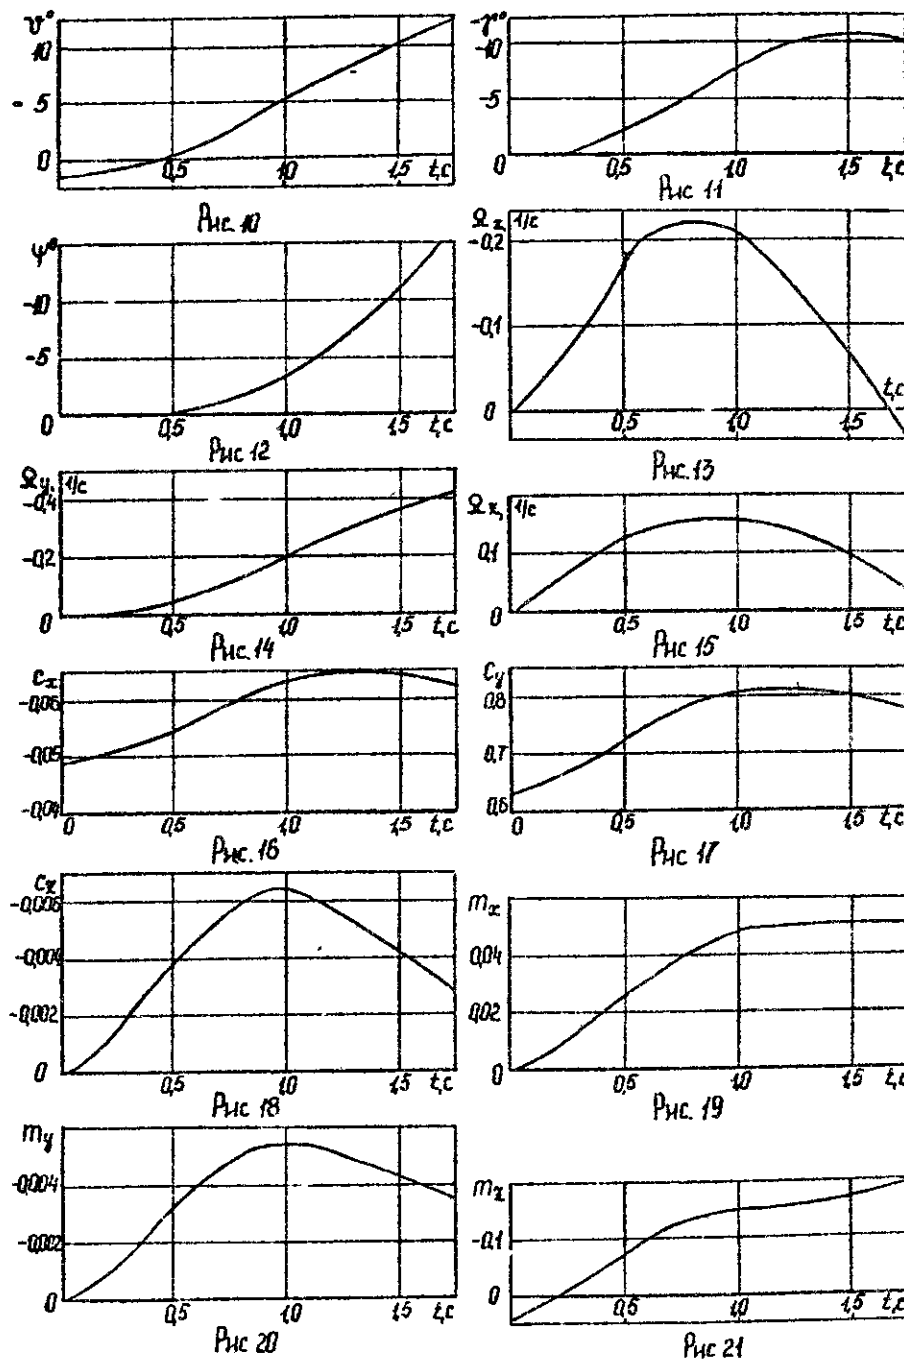 ϑ°
10
5
0
0,5
1,0
1,5
t,c
Рис. 10
-γ°
-10
-5
0
0,5
1,0
1,5
t,c
Рис 11
ψ°
-10
-5
0
0,5
1,0
1,5
t,c
Рис 12
Ωz, 1/c
-0,2
-0,1
0
0,5
1,0
1,5
t,c
Рис. 13
Ωy, 1/c
-0,4
-0,2
0
0,5
1,0
1,5
t,c
Рис. 14
Ωx, 1/c
0,1
0
0,5
1,0
1,5
t,c
Рис 15
cx
-0,06
-0,05
-0,04
0
0,5
1,0
1,5
t,c
Рис. 16
cy
0,8
0,7
0,6
0
0,5
1,0
1,5
t,c
Рис 17
cz
-0,006
-0,004
-0,002
0
0,5
1,0
1,5
t,c
Рис 18
mx
0,04
0,02
0
0,5
1,0
1,5
t,c
Рис. 19
my
-0,004
-0,002
0
0,5
1,0
1,5
t,c
Рис 20
mz
-0,1
0
0,5
1,0
1,5
t,c
Рис 21